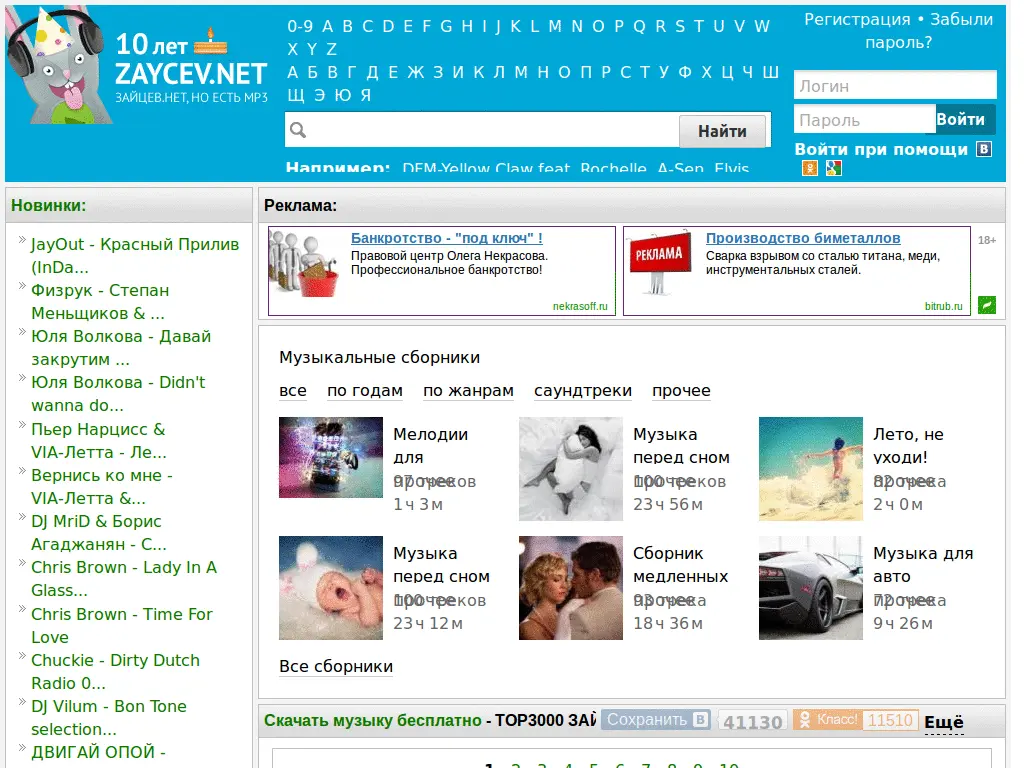 10 лет
ZAYCEV.NET
ЗАЙЦЕВ.НЕТ, НО ЕСТЬ MP3
0-9 A B C D E F G H I J K L M N O P Q R S T U V W
X Y Z
А Б В Г Д Е Ж З И К Л М Н О П Р С Т У Ф Х Ц Ч Ш
Щ Э Ю Я
Найти
Например: DFM-Yellow Claw feat. Rochelle A-Sen Elvis
Регистрация • Забыли
пароль?
Логин
Пароль
Войти
Войти при помощи В
Новинки:
JayOut - Красный Прилив
(InDa...
Физрук - Степан
Меньщиков & ...
Юля Волкова - Давай
закрутим ...
Юля Волкова - Didn't
wanna do...
Пьер Нарцисс &
VIA-Летта - Ле...
Вернись ко мне -
VIA-Летта &...
DJ MriD & Борис
Агаджанян - С...
Chris Brown - Lady In A
Glass...
Chris Brown - Time For
Love
Chuckie - Dirty Dutch
Radio 0...
DJ Vilum - Bon Tone
selection...
ДВИГАЙ ОПОЙ -
Реклама:
Банкротство - "под ключ" !
Правовой центр Олега Некрасова.
Профессиональное банкротство!
nekrasoff.ru
РЕКЛАМА
Производство биметаллов
Сварка взрывом со сталью титана, меди,
инструментальных сталей.
bitrub.ru
18+
Музыкальные сборники
все по годам по жанрам саундтреки прочее
Мелодии
для
прочее
97 треков
1 ч 3 м
Музыка
перед сном
прочее
100 треков
23 ч 56 м
Лето, не
уходи!
прочее
82 трека
2 ч 0 м
Музыка
перед сном
прочее
100 треков
23 ч 12 м
Сборник
медленных
прочее
93 трека
18 ч 36 м
Музыка для
авто
прочее
72 трека
9 ч 26 м
Все сборники
Скачать музыку бесплатно - TOP3000 ЗАЙ
Сохранить В 41130
Класс! 11510
Ещё
1 2 3 4 5 6 7 8 9 10